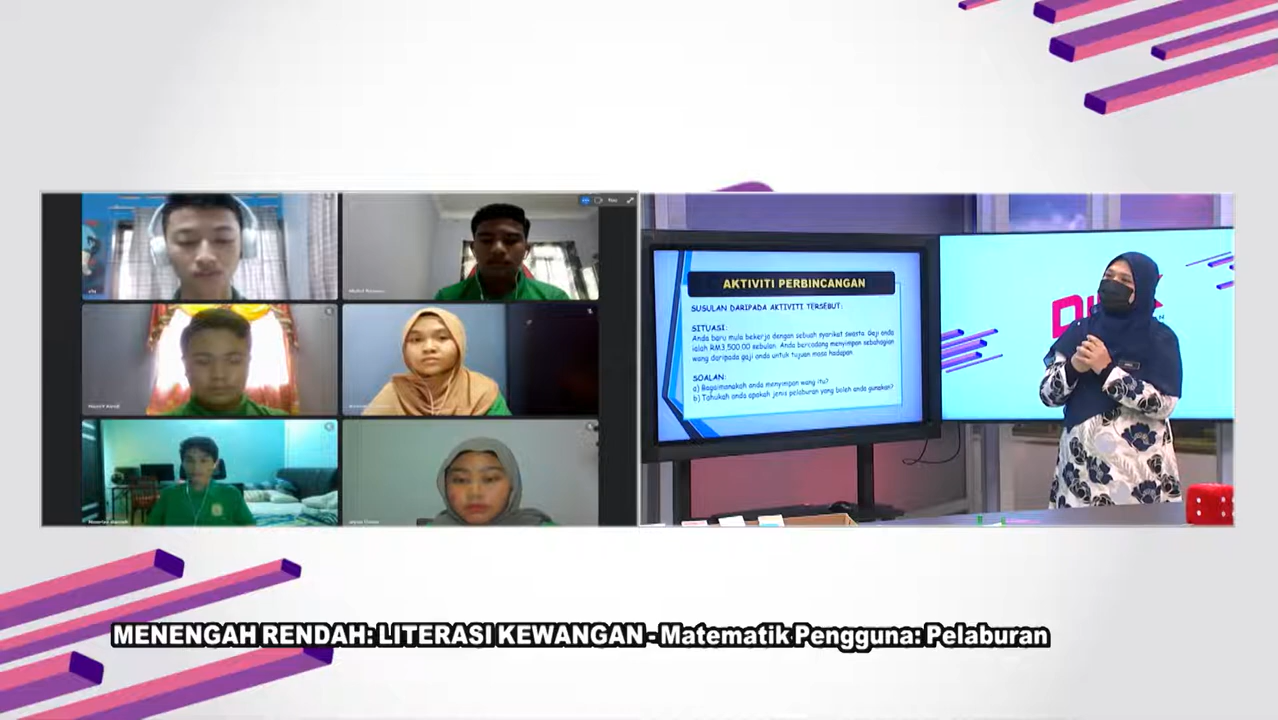 AKTIVITI PERBINCANGAN
SUSULAN DARIPADA AKTIVITI TERSEBUT:
SITUASI:
Anda baru mula bekerja dengan sebuah syarikat swasta. Gaji anda
ialah RM3,500.00 sebulan. Anda bercadang menyimpan sebahagian
wang daripada gaji anda untuk tujuan masa hadapan
SOALAN:
a) Bagaimanakah anda menyimpan wang itu?
b) Tahukah anda apakah jenis pelaburan yang boleh anda gunakan?
MENENGAH RENDAH: LITERASI KEWANGAN - Matematik Pengguna: Pelaburan